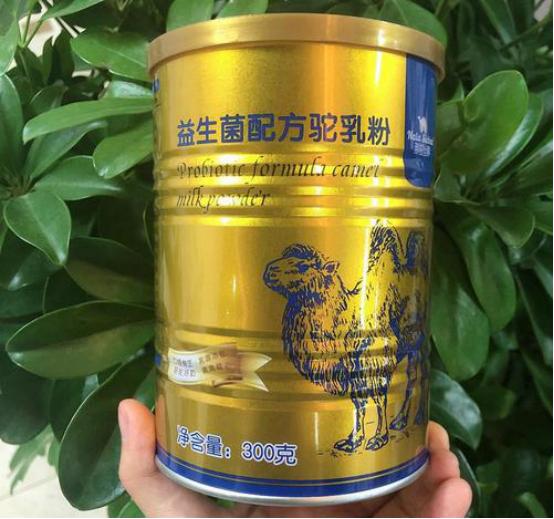 益生菌配方驼乳粉
Probiotic formula camel
milk powder
净含量：300克